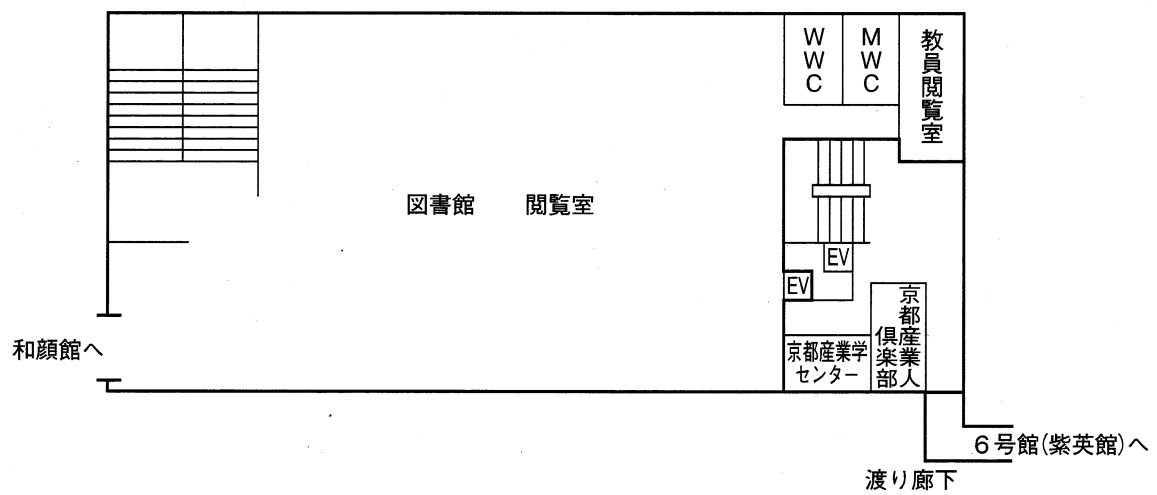 WWC
MWC
教員閲覧室
図書館 閲覧室
EV
EV
和顔館へ
京都産業学
センター
京都産業人
倶楽部
6号館(紫英館)へ
渡り廊下